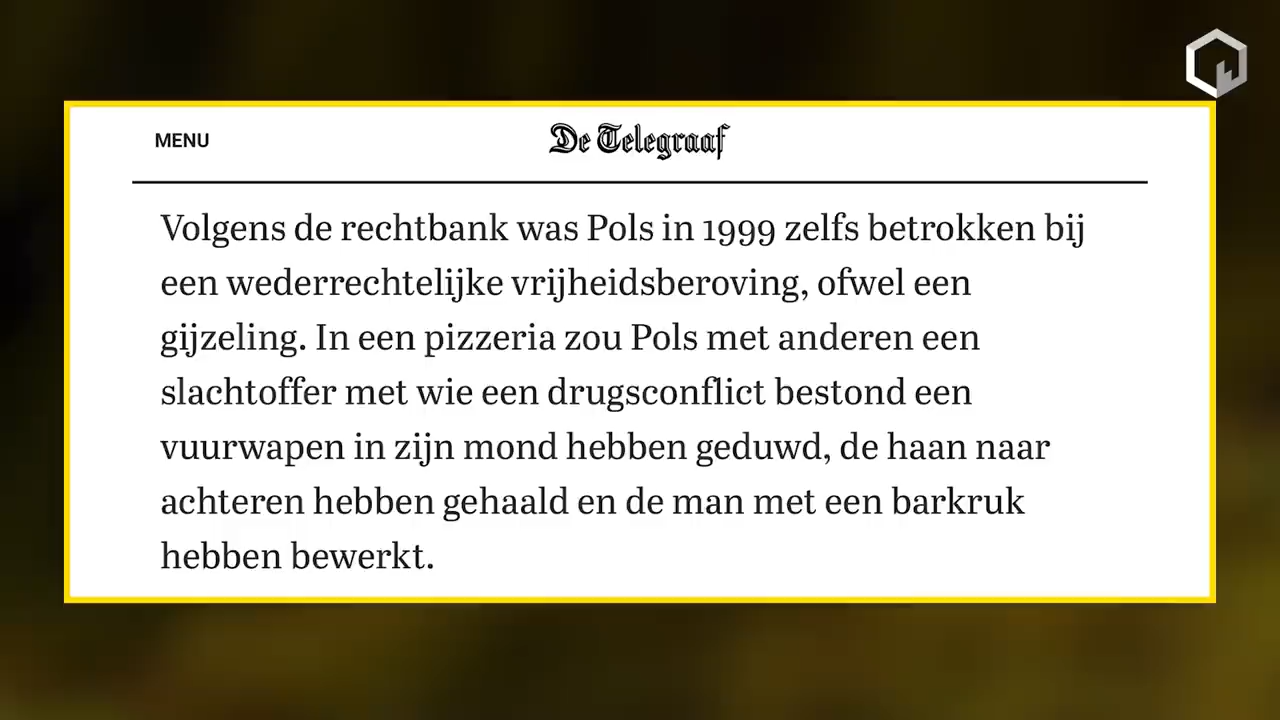 MENU
De Telegraaf
Volgens de rechtbank was Pols in 1999 zelfs betrokken bij
een wederrechtelijke vrijheidsberoving, ofwel een
gijzeling. In een pizzeria zou Pols met anderen een
slachtoffer met wie een drugsconflict bestond een
vuurwapen in zijn mond hebben geduwd, de haan naar
achteren hebben gehaald en de man met een barkruk
hebben bewerkt.